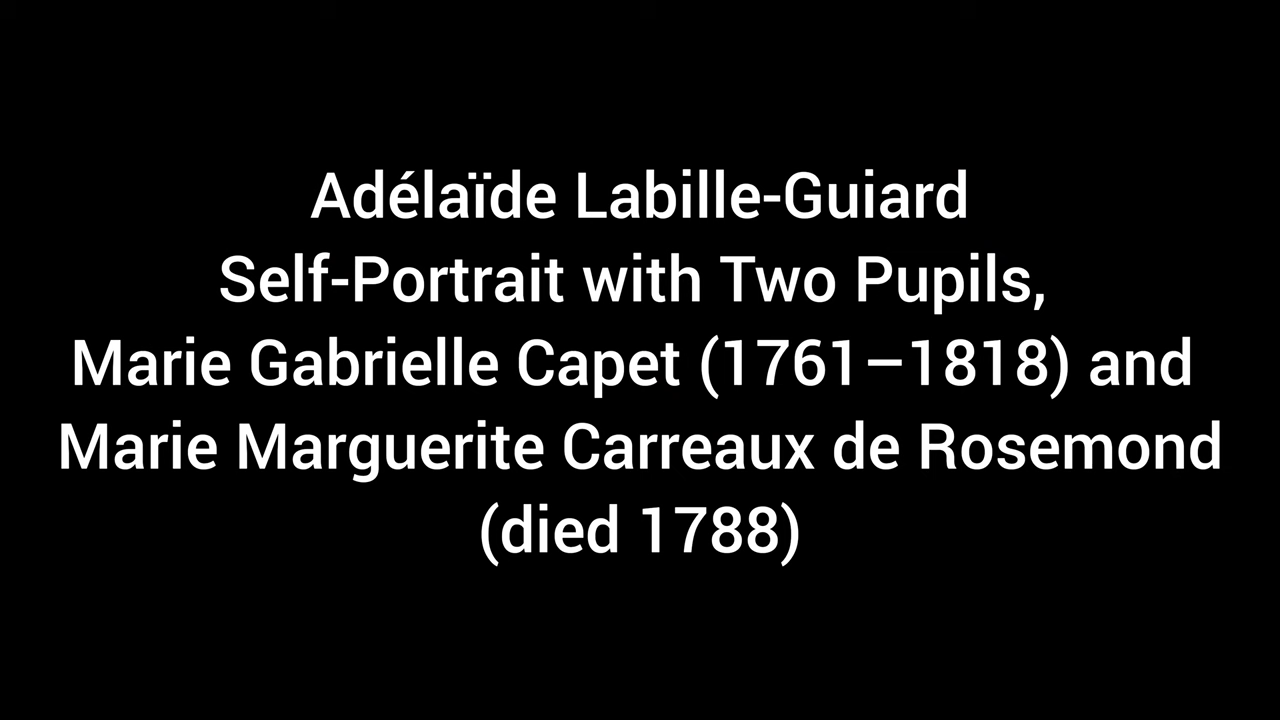 Adélaïde Labille-Guiard
Self-Portrait with Two Pupils,
Marie Gabrielle Capet (1761–1818) and
Marie Marguerite Carreaux de Rosemond
(died 1788)